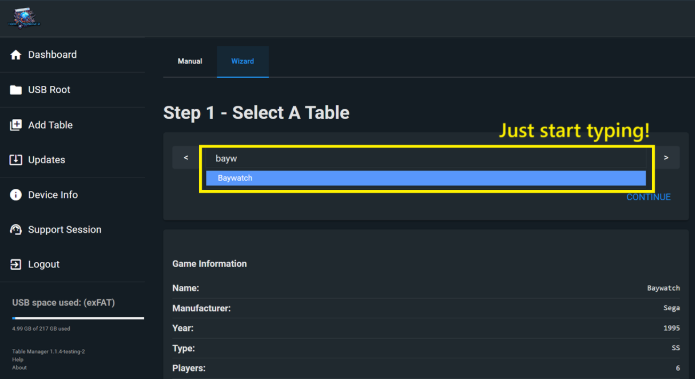 Dashboard
USB Root
Add Table
Updates
Device Info
Support Session
Logout
USB space used: (exFAT)
4.99 GB of 217 GB used
Table Manager 1.1.4-testing-2
Help
About
Manual
Wizard
Step 1 - Select A Table
Just start typing!
<
bayw
>
Baywatch
CONTINUE
Game Information
Name: Baywatch
Manufacturer: Sega
Year: 1995
Type: SS
Players: 6